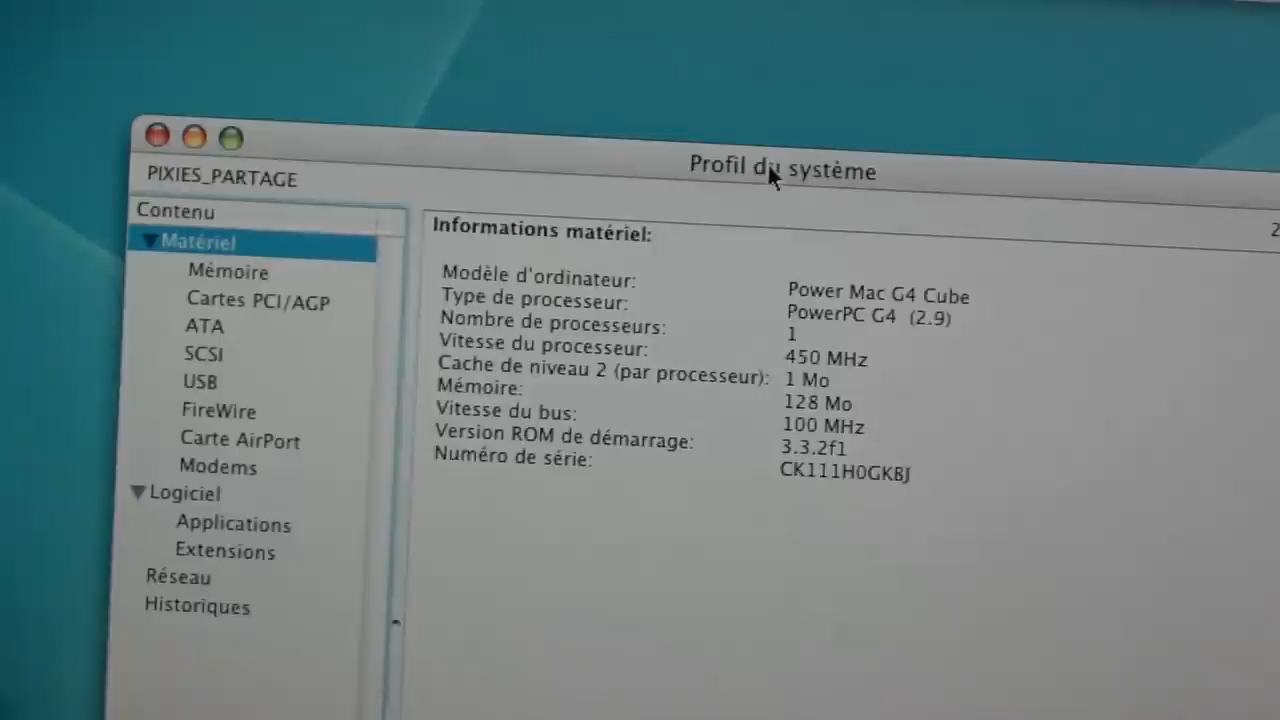 Profil du système
PIXIES_PARTAGE
Contenu
Matériel
Mémoire
Cartes PCI/AGP
ATA
SCSI
USB
FireWire
Carte AirPort
Modems
Logiciel
Applications
Extensions
Réseau
Historiques
Informations matériel:
Modèle d'ordinateur: Power Mac G4 Cube
Type de processeur: PowerPC G4 (2.9)
Nombre de processeurs: 1
Vitesse du processeur: 450 MHz
Cache de niveau 2 (par processeur): 1 Mo
Mémoire: 128 Mo
Vitesse du bus: 100 MHz
Version ROM de démarrage: 3.3.2f1
Numéro de série: CK111H0GKBJ